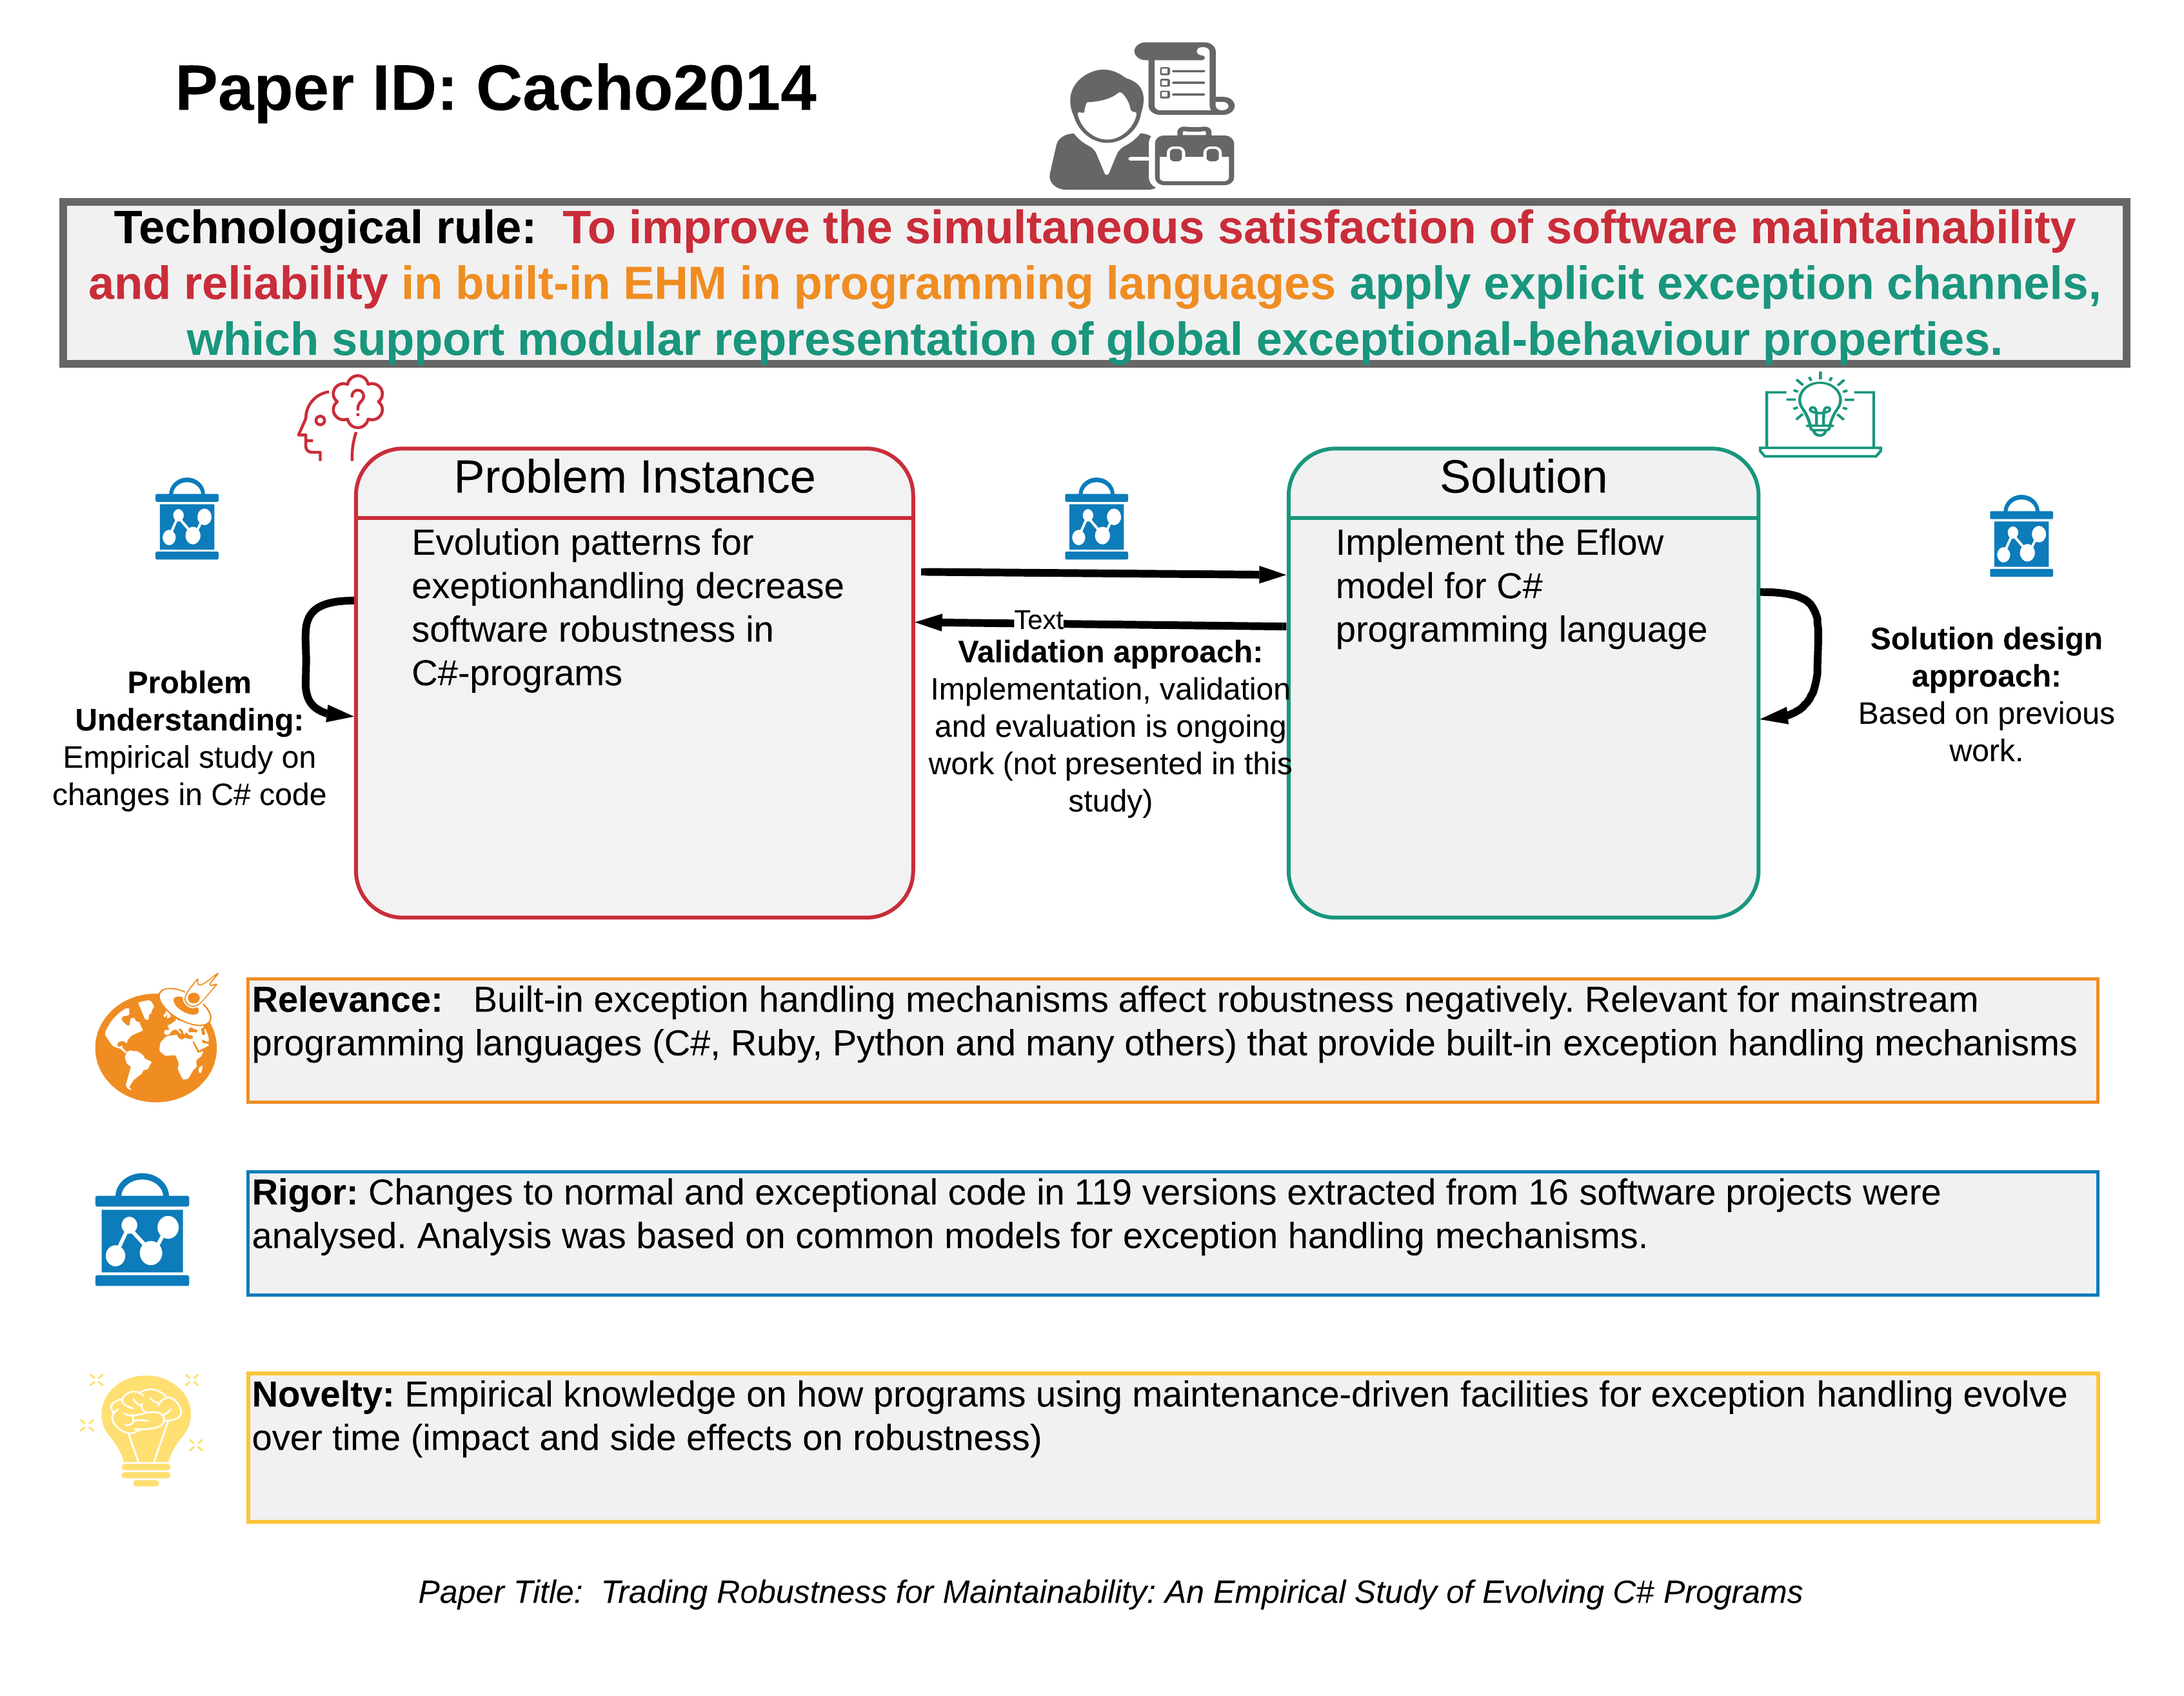 Paper ID: Cacho2014
Technological rule: To improve the simultaneous satisfaction of software maintainability
and reliability in built-in EHM in programming languages apply explicit exception channels,
which support modular representation of global exceptional-behaviour properties.
Problem Instance
Evolution patterns for
exeptionhandling decrease
software robustness in
C#-programs
Solution
Implement the Eflow
model for C#
programming language
Problem
Understanding:
Empirical study on
changes in C# code
Text
Validation approach:
Implementation, validation
and evaluation is ongoing
work (not presented in this
study)
Solution design
approach:
Based on previous
work.
Relevance: Built-in exception handling mechanisms affect robustness negatively. Relevant for mainstream
programming languages (C#, Ruby, Python and many others) that provide built-in exception handling mechanisms
Rigor: Changes to normal and exceptional code in 119 versions extracted from 16 software projects were
analysed. Analysis was based on common models for exception handling mechanisms.
Novelty: Empirical knowledge on how programs using maintenance-driven facilities for exception handling evolve
over time (impact and side effects on robustness)
Paper Title: Trading Robustness for Maintainability: An Empirical Study of Evolving C# Programs